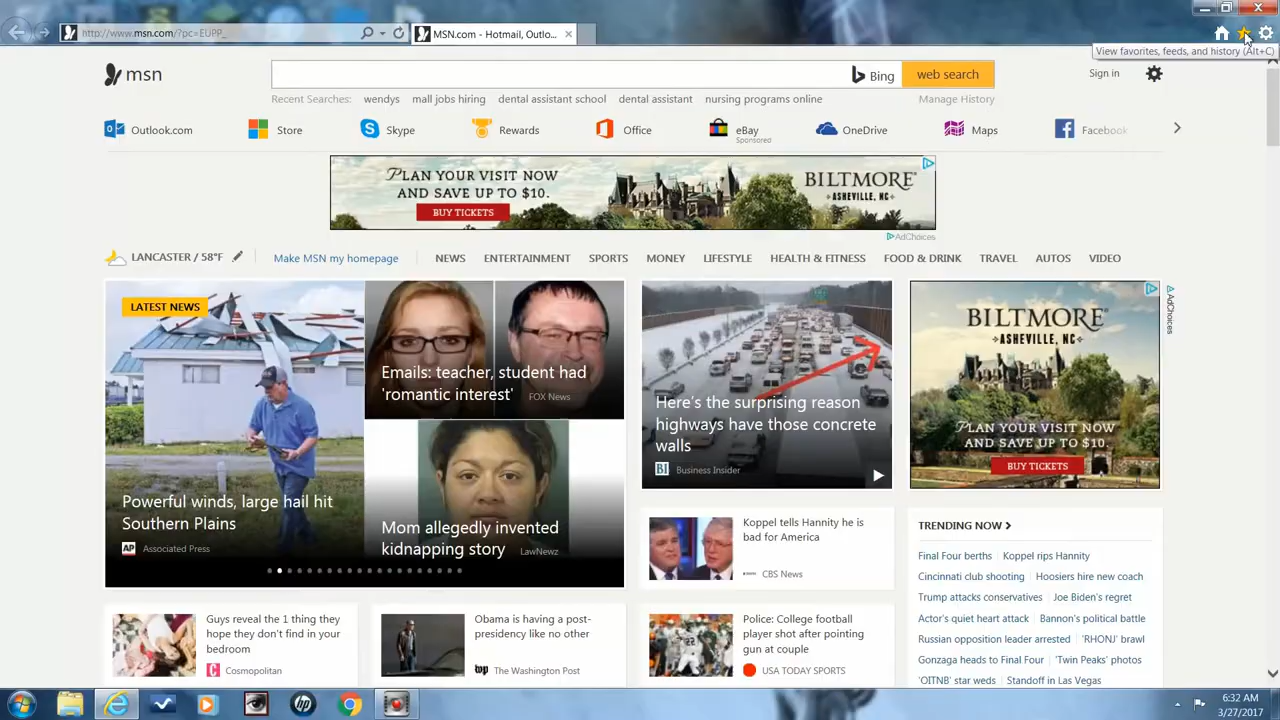 http://www.msn.com/?pc=EUPP_
MSN.com - Hotmail, Outlo...
View favorites, feeds, and history (Alt+C)
msn
Bing
web search
Sign in
Recent Searches: wendys mall jobs hiring dental assistant school dental assistant nursing programs online Manage History
Outlook.com Store Skype Rewards Office eBay OneDrive Maps Facebook
Sponsored
PLAN YOUR VISIT NOW
AND SAVE UP TO $10.
BUY TICKETS
BILTMORE
ASHEVILLE, NC
AdChoices
LANCASTER / 58°F
Make MSN my homepage
NEWS ENTERTAINMENT SPORTS MONEY LIFESTYLE HEALTH & FITNESS FOOD & DRINK TRAVEL AUTOS VIDEO
LATEST NEWS
Powerful winds, large hail hit
Southern Plains
AP Associated Press
Emails: teacher, student had
'romantic interest' FOX News
Mom allegedly invented
kidnapping story LawNewz
Here's the surprising reason
highways have those concrete
walls
BI Business Insider
BILTMORE
ASHEVILLE, NC
PLAN YOUR VISIT NOW
AND SAVE UP TO $10.
BUY TICKETS
AdChoices
Koppel tells Hannity he is
bad for America
CBS News
TRENDING NOW
Final Four berths Koppel rips Hannity
Cincinnati club shooting Hoosiers hire new coach
Trump attacks conservatives Joe Biden's regret
Actor's quiet heart attack Bannon's political battle
Russian opposition leader arrested 'RHONJ' brawl
Gonzaga heads to Final Four 'Twin Peaks' photos
'OITNB' star weds Standoff in Las Vegas
Guys reveal the 1 thing they
hope they don't find in your
bedroom
C Cosmopolitan
Obama is having a post-
presidency like no other
wp The Washington Post
Police: College football
player shot after pointing
gun at couple
USA TODAY SPORTS
hp
6:32 AM
3/27/2017